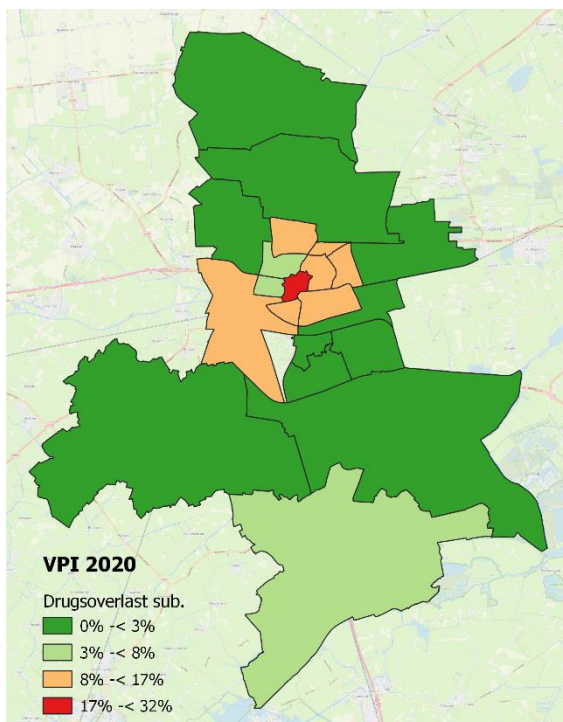 VPI 2020
Drugsoverlast sub.
0% -< 3%
3% -< 8%
8% -< 17%
17% -< 32%